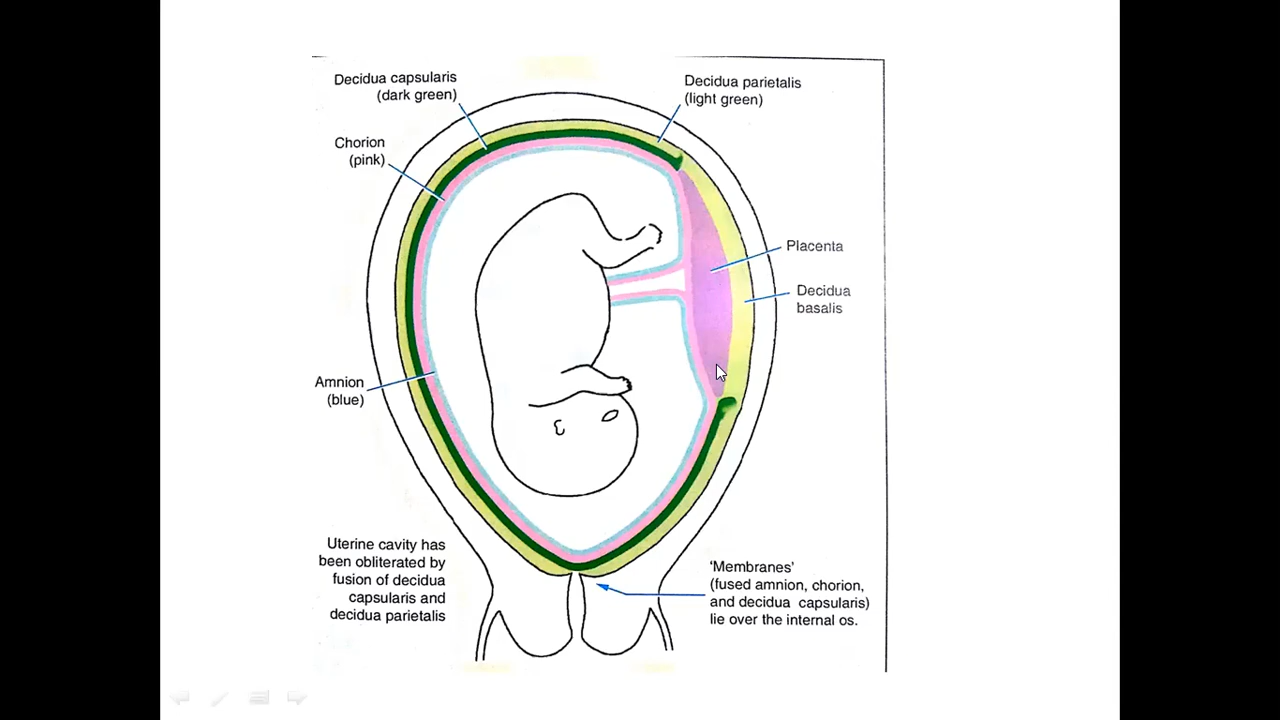 Decidua capsularis
(dark green)
Decidua parietalis
(light green)
Chorion
(pink)
Placenta
Decidua
basalis
Amnion
(blue)
Uterine cavity has
been obliterated by
fusion of decidua
capsularis and
decidua parietalis
'Membranes'
(fused amnion, chorion,
and decidua capsularis)
lie over the internal os.